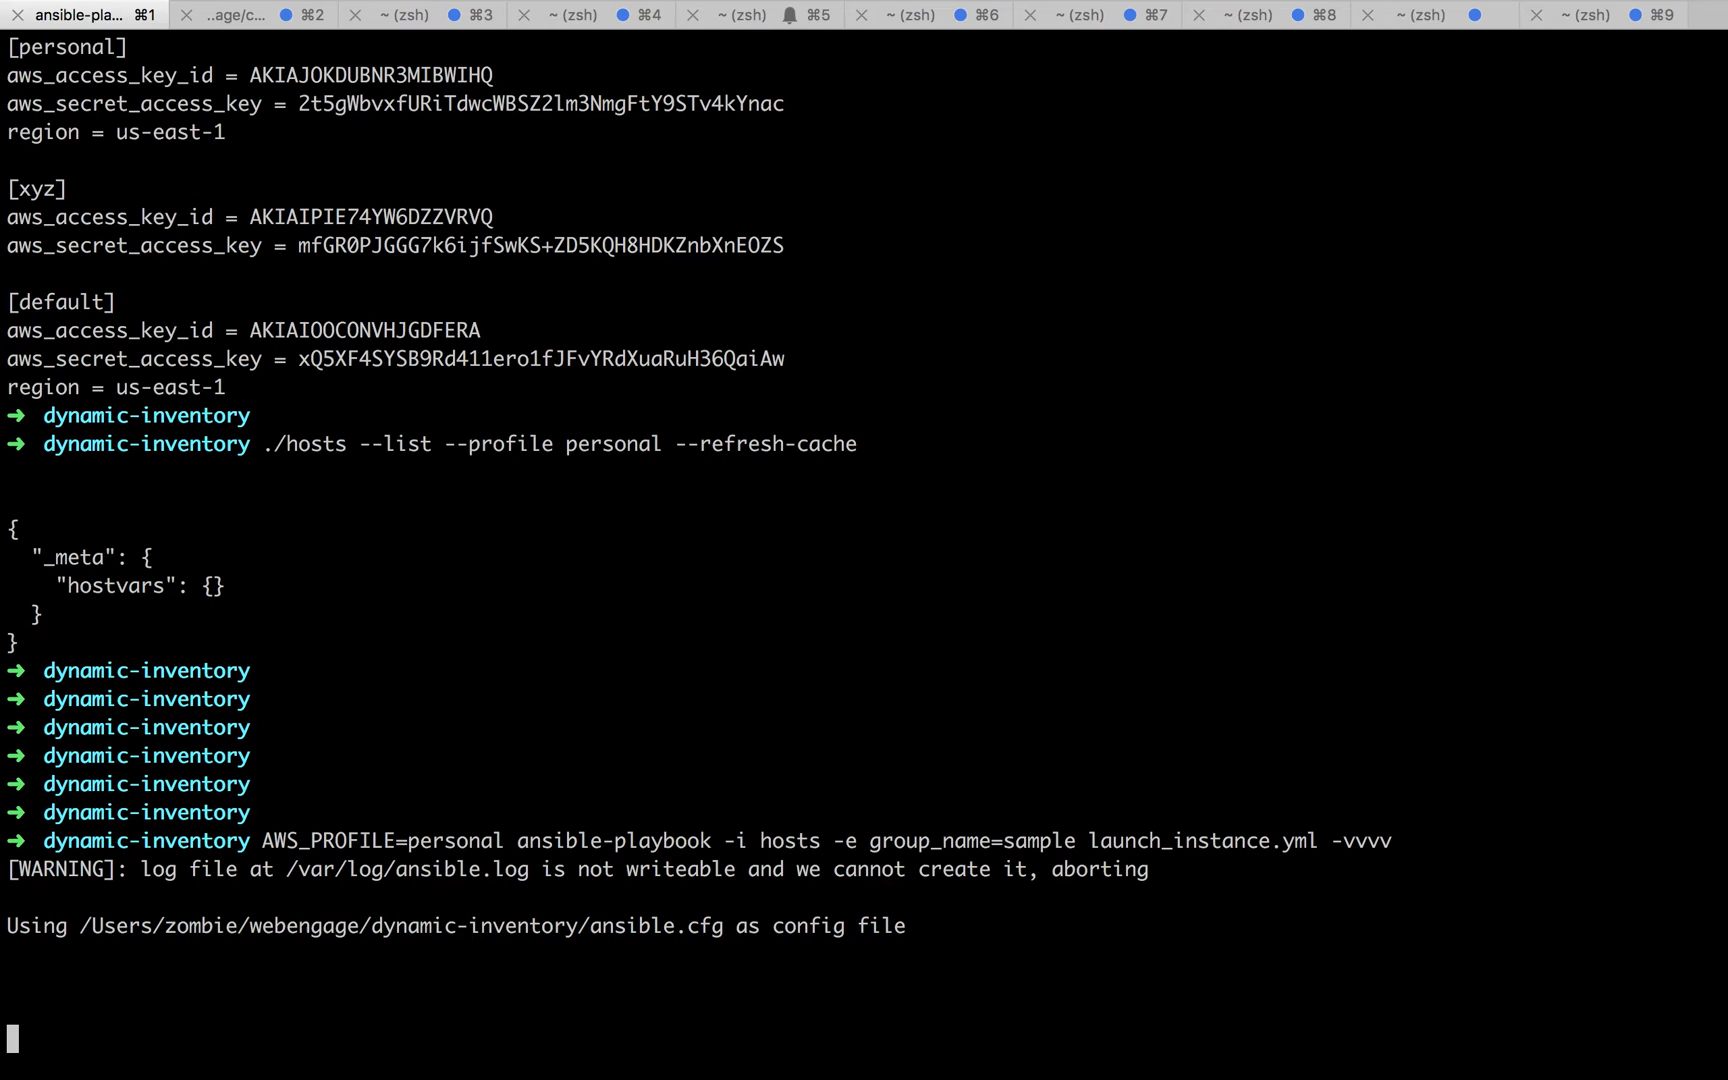 ansible-pla... ⌘1 ..age/c... ⌘2 ~ (zsh) ⌘3 ~ (zsh) ⌘4 ~ (zsh) ⌘5 ~ (zsh) ⌘6 ~ (zsh) ⌘7 ~ (zsh) ⌘8 ~ (zsh) ~ (zsh) ⌘9
[personal]
aws_access_key_id = AKIAJOKDUBNR3MIBWIHQ
aws_secret_access_key = 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
region = us-east-1
[xyz]
aws_access_key_id = AKIAIPIE74YW6DZZVRVQ
aws_secret_access_key = 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
[default]
aws_access_key_id = AKIAIOOCONVHJGDFERA
aws_secret_access_key = xQ5XF4SYSB9Rd411ero1fJFvYRdXuaRuH36QaiAw
region = us-east-1
➜ dynamic-inventory
➜ dynamic-inventory ./hosts --list --profile personal --refresh-cache
{
"_meta": {
"hostvars": {}
}
}
➜ dynamic-inventory
➜ dynamic-inventory
➜ dynamic-inventory
➜ dynamic-inventory
➜ dynamic-inventory
➜ dynamic-inventory
➜ dynamic-inventory AWS_PROFILE=personal ansible-playbook -i hosts -e group_name=sample launch_instance.yml -vvvv
[WARNING]: log file at /var/log/ansible.log is not writeable and we cannot create it, aborting
Using /Users/zombie/webengage/dynamic-inventory/ansible.cfg as config file